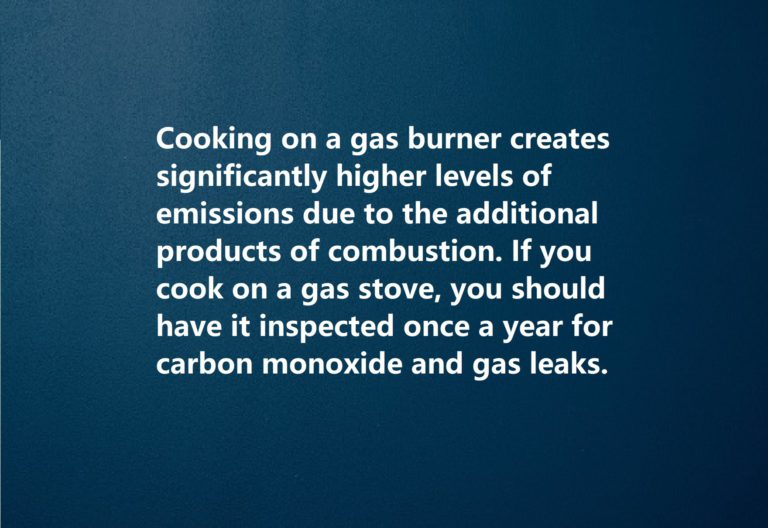 Cooking on a gas burner creates
significantly higher levels of
emissions due to the additional
products of combustion. If you
cook on a gas stove, you should
have it inspected once a year for
carbon monoxide and gas leaks.